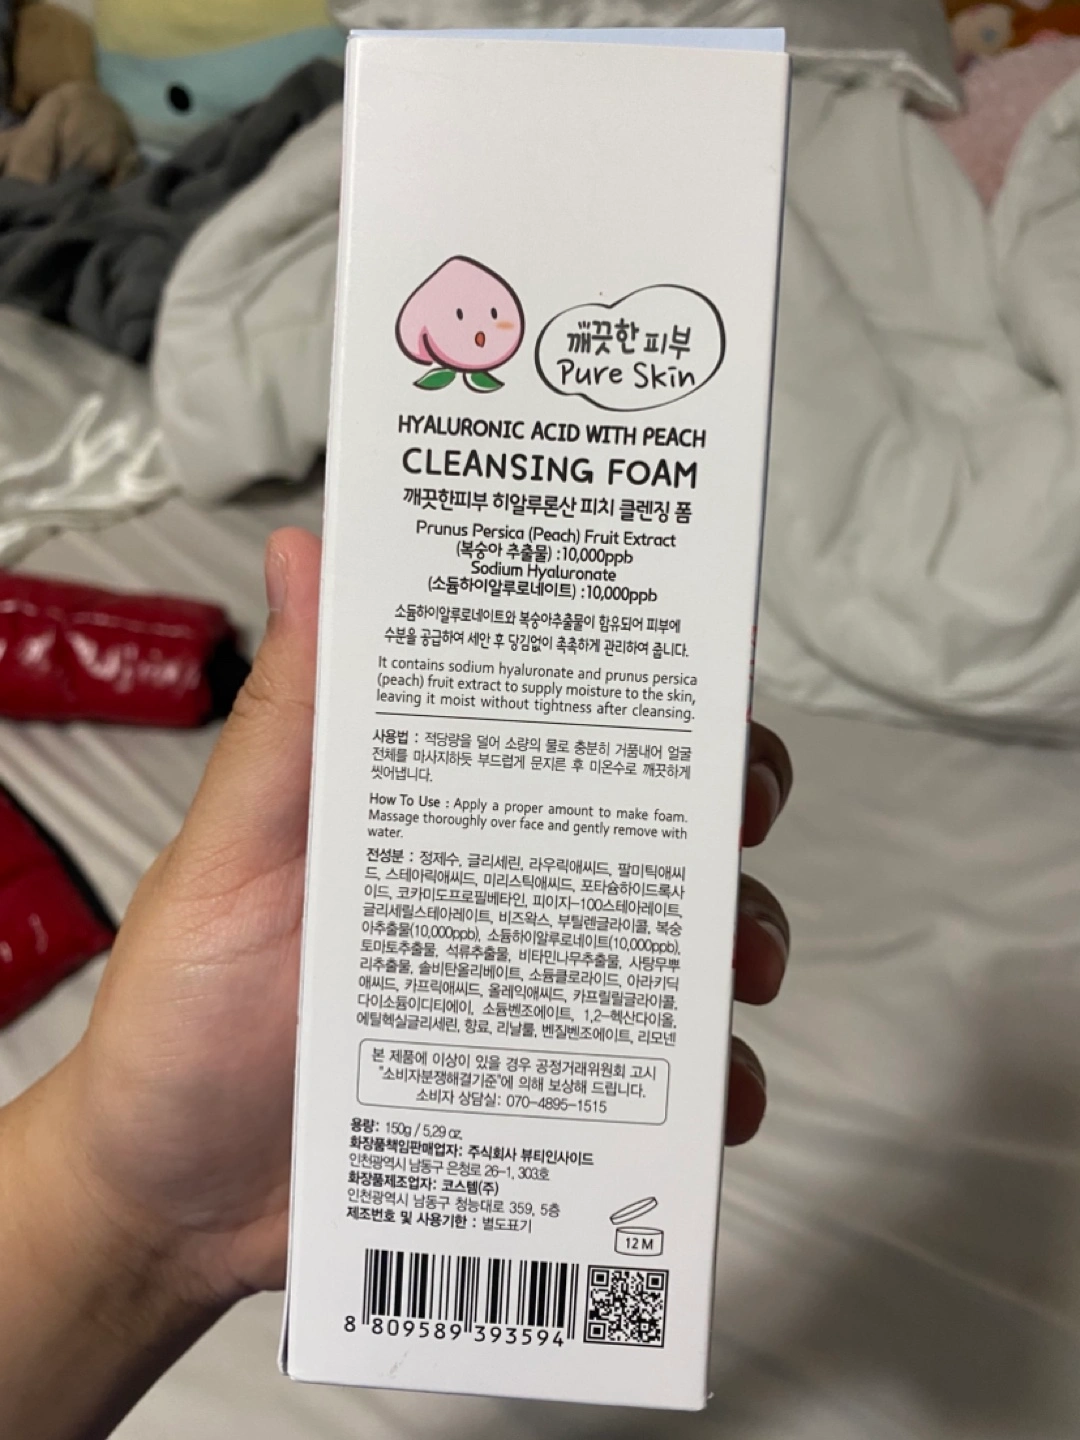 깨끗한 피부
Pure Skin
HYALURONIC ACID WITH PEACH
CLEANSING FOAM
깨끗한피부 히알루론산 피치 클렌징 폼
Prunus Persica (Peach) Fruit Extract
(복숭아 추출물) :10,000ppb
Sodium Hyaluronate
(소듐하이알루로네이트) :10,000ppb
소듐하이알루로네이트와 복숭아추출물이 함유되어 피부에
수분을 공급하여 세안 후 당김없이 촉촉하게 관리하여 줍니다.
It contains sodium hyaluronate and prunus persica
(peach) fruit extract to supply moisture to the skin,
leaving it moist without tightness after cleansing.
사용법 : 적당량을 덜어 소량의 물로 충분히 거품내어 얼굴
전체를 마사지하듯 부드럽게 문지른 후 미온수로 깨끗하게
씻어냅니다.
How To Use : Apply a proper amount to make foam.
Massage thoroughly over face and gently remove with
water.
전성분 : 정제수, 글리세린, 라우릭애씨드, 팔미틱애씨
드, 스테아릭애씨드, 미리스틱애씨드, 포타슘하이드록사
이드, 코카미도프로필베타인, 피이지-100스테아레이트,
글리세릴스테아레이트, 비즈왁스, 부틸렌글라이콜, 복숭
아추출물(10,000ppb), 소듐하이알루로네이트(10,000ppb),
토마토추출물, 석류추출물, 비타민나무추출물, 사탕무뿌
리추출물, 솔비탄올리베이트, 소듐클로라이드, 아라키딕
애씨드, 카프릭애씨드, 올레익애씨드, 카프릴릴글라이콜,
다이소듐이디티에이, 소듐벤조에이트, 1,2-헥산다이올,
에틸헥실글리세린, 향료, 리날룰, 벤질벤조에이트, 리모넨
본 제품에 이상이 있을 경우 공정거래위원회 고시
"소비자분쟁해결기준"에 의해 보상해 드립니다.
소비자 상담실: 070-4895-1515
용량: 150g / 5.29 oz.
화장품책임판매업자: 주식회사 뷰티인사이드
인천광역시 남동구 은청로 26-1, 303호
화장품제조업자: 코스템(주)
인천광역시 남동구 청능대로 359, 5층
제조번호 및 사용기한 : 별도표기
12 M
8 809589 393594